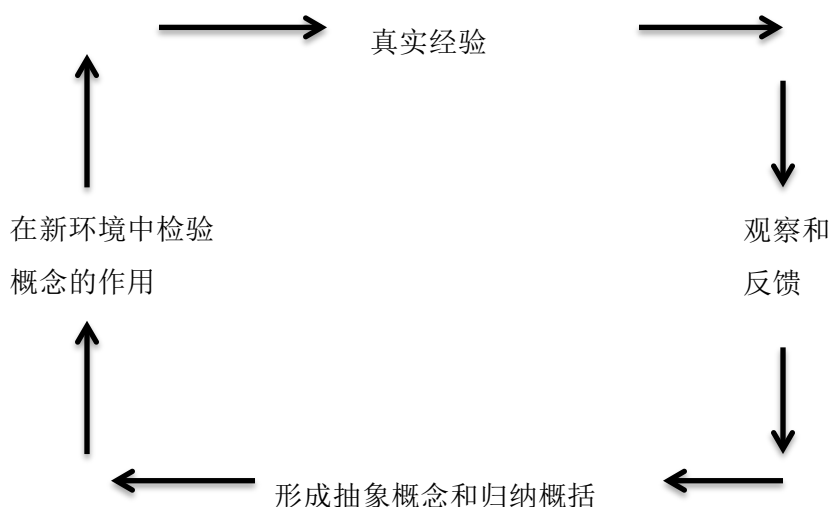 真实经验
在新环境中检验
概念的作用
观察和
反馈
形成抽象概念和归纳概括